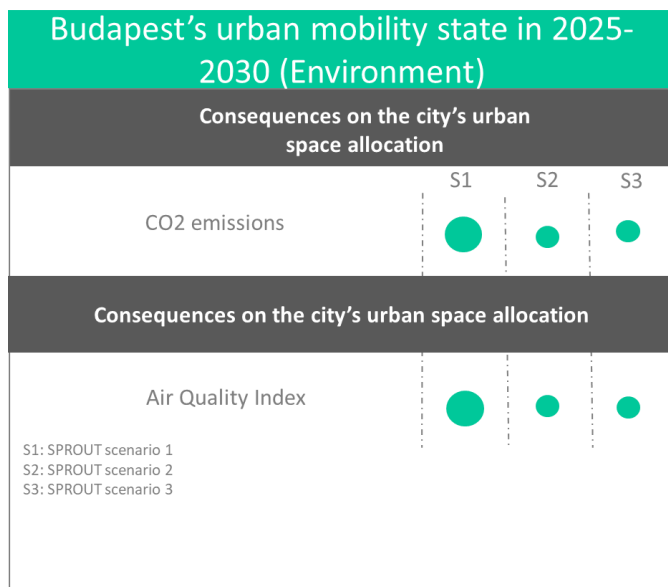 Budapest’s urban mobility state in 2025-
2030 (Environment)
Consequences on the city’s urban
space allocation
S1 S2 S3
CO2 emissions
Consequences on the city’s urban space allocation
Air Quality Index
S1: SPROUT scenario 1
S2: SPROUT scenario 2
S3: SPROUT scenario 3